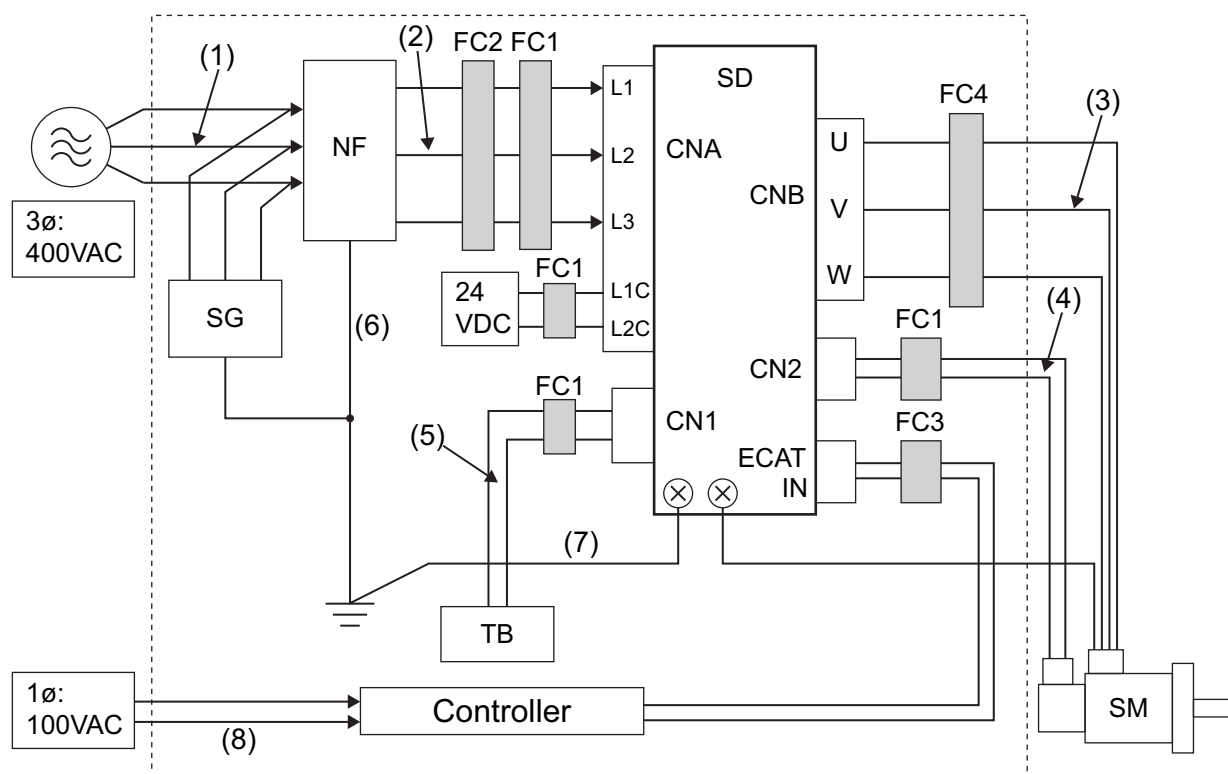 (1)
(2)
FC2
FC1
SD
FC4
(3)
3ø:
400VAC
NF
L1
L2
L3
CNA
CNB
U
V
W
SG
(6)
24
VDC
FC1
L1C
L2C
FC1
(4)
CN2
FC1
CN1
(5)
FC3
ECAT
IN
(7)
TB
1ø:
100VAC
(8)
Controller
SM